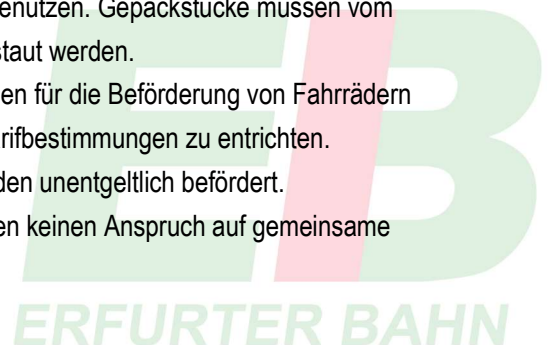 enutzen. Gepäckstücke müssen vom
staut werden.
en für die Beförderung von Fahrrädern
rifbestimmungen zu entrichten.
den unentgeltlich befördert.
en keinen Anspruch auf gemeinsame
EB
ERFURTER BAHN